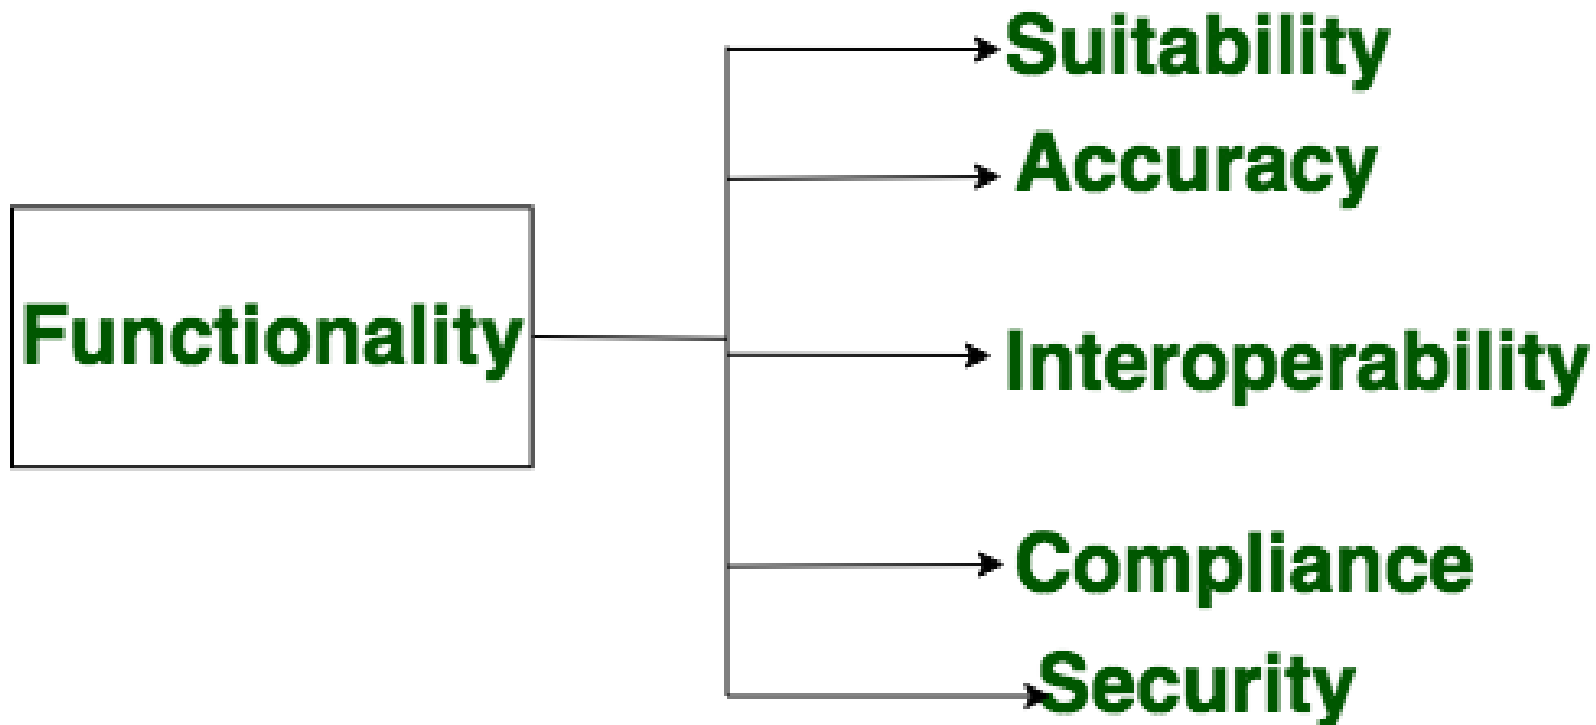 Suitability
Accuracy
Functionality
Interoperability
Compliance
Security